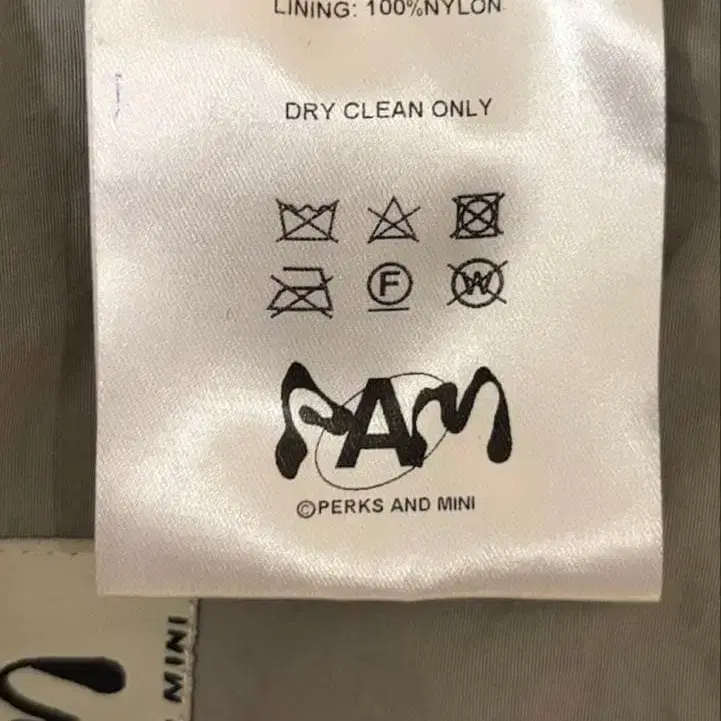 LINING: 100%NYLON
DRY CLEAN ONLY
F W
PAM
©PERKS AND MINI
MINI